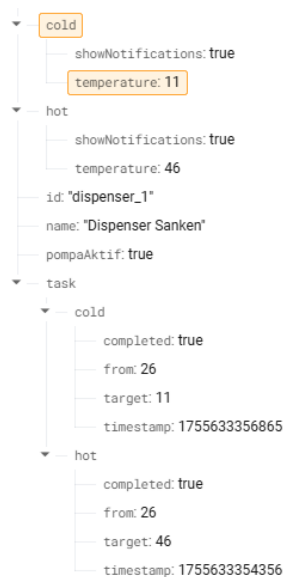 cold
showNotifications: true
temperature: 11
hot
showNotifications: true
temperature: 46
id: "dispenser_1"
name: "Dispenser Sanken"
pompaAktif: true
task
cold
completed: true
from: 26
target: 11
timestamp: 1755633356865
hot
completed: true
from: 26
target: 46
timestamp: 1755633354356